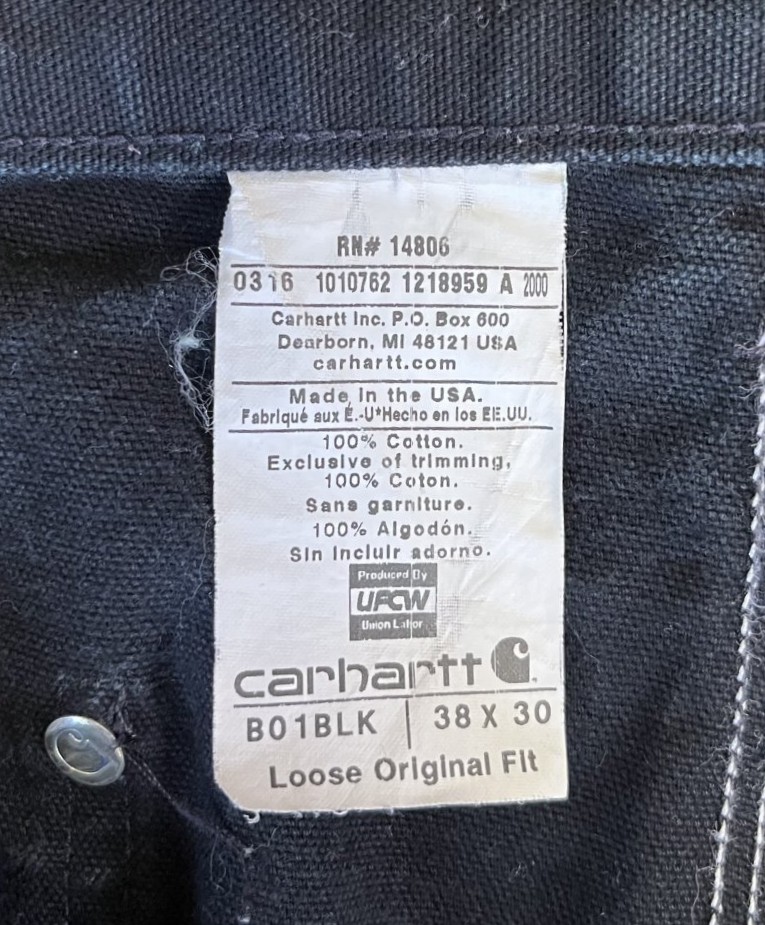 RN# 14806
0316 1010762 1218959 A 2000
Carhartt Inc. P.O. Box 600
Dearborn, MI 48121 USA
carhartt.com
Made in the USA.
Fabriqué aux É.-U*Hecho en los EE.UU.
100% Cotton.
Exclusive of trimming.
100% Coton.
Sans garniture.
100% Algodón.
Sin incluir adorno.
Produced By
UFCW
Union Labor
carhartt
B01BLK | 38 X 30
Loose Original Fit